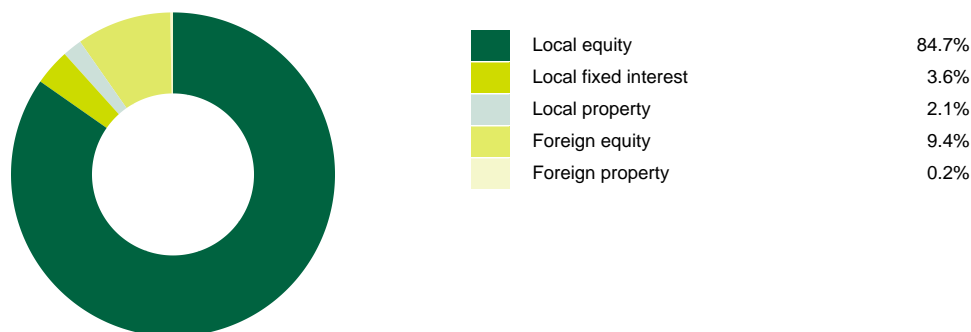 Local equity 84.7%
Local fixed interest 3.6%
Local property 2.1%
Foreign equity 9.4%
Foreign property 0.2%